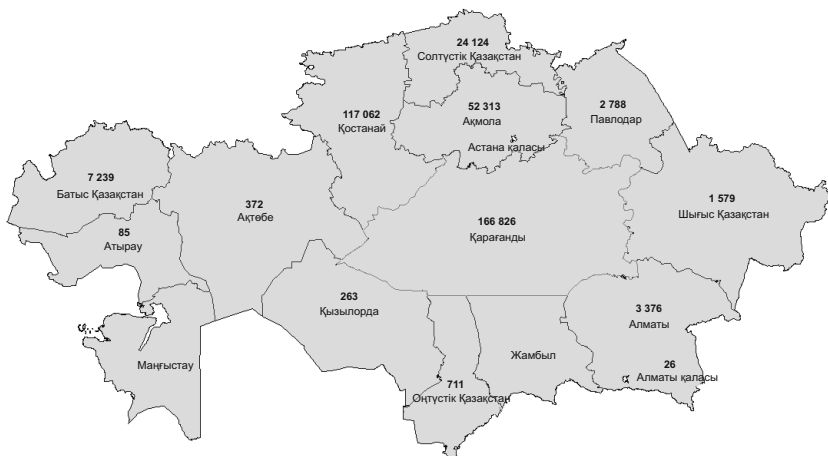 24 124
Солтүстік Қазақстан
117 062
Қостанай
52 313
Ақмола
Астана қаласы
2 788
Павлодар
7 239
Батыс Қазақстан
372
Ақтөбе
1 579
Шығыс Қазақстан
166 826
Қарағанды
85
Атырау
263
Қызылорда
3 376
Алматы
Маңғыстау
Жамбыл
26
Алматы қаласы
711
Оңтүстік Қазақстан